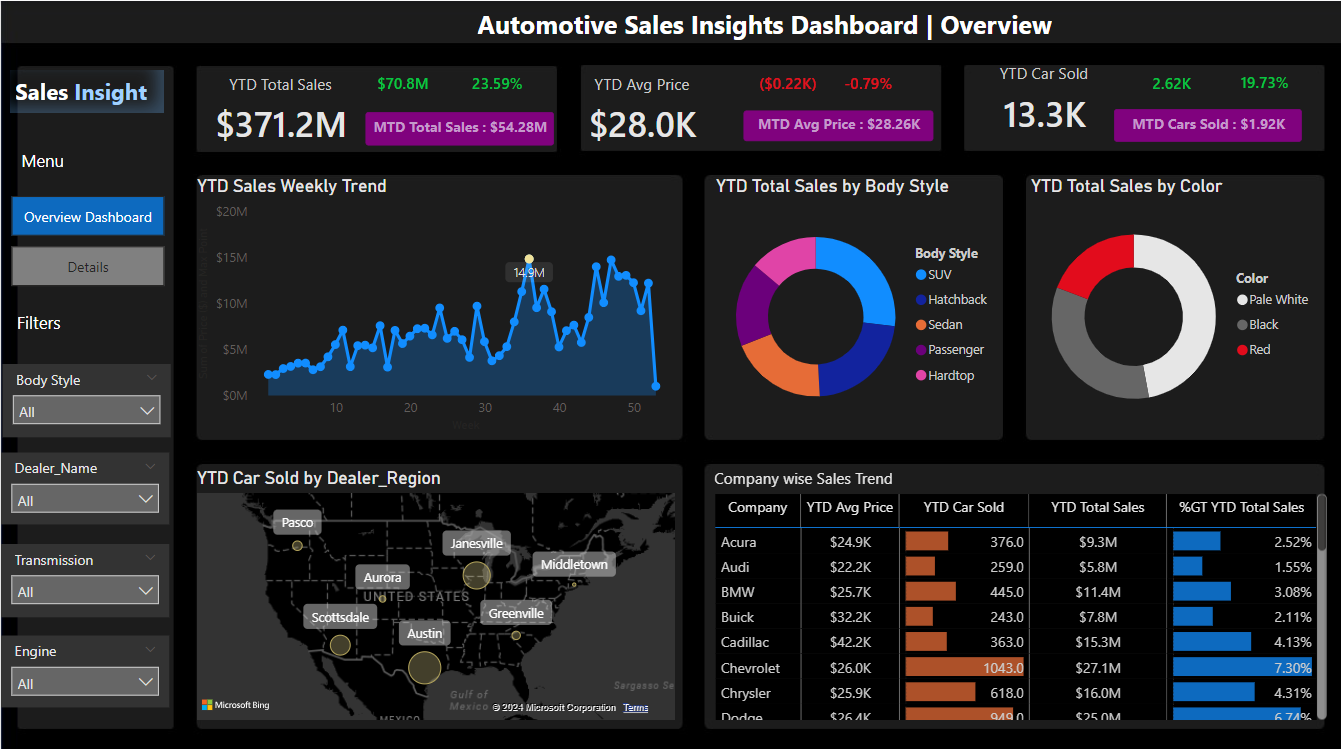 Automotive Sales Insights Dashboard | Overview
Sales Insight
Menu
Overview Dashboard
Details
Filters
Body Style
All
Dealer_Name
All
Transmission
All
Engine
All
YTD Total Sales $70.8M 23.59%
$371.2M MTD Total Sales : $54.28M
YTD Avg Price ($0.22K) -0.79%
$28.0K MTD Avg Price : $28.26K
YTD Car Sold 2.62K 19.73%
13.3K MTD Cars Sold : $1.92K
YTD Sales Weekly Trend
$20M
$15M
$10M
$5M
$0M
14.9M
10 20 30 40 50
Week
YTD Total Sales by Body Style
Body Style
SUV
Hatchback
Sedan
Passenger
Hardtop
YTD Total Sales by Color
Color
Pale White
Black
Red
YTD Car Sold by Dealer_Region
Pasco
Janesville
Middletown
Aurora
UNITED STATES
Scottsdale
Greenville
Austin
Sargasso Se
Gulf of
Mexico
MEXICO
Microsoft Bing
© 2024 Microsoft Corporation Terms
Company wise Sales Trend
Company YTD Avg Price YTD Car Sold YTD Total Sales %GT YTD Total Sales
Acura $24.9K 376.0 $9.3M 2.52%
Audi $22.2K 259.0 $5.8M 1.55%
BMW $25.7K 445.0 $11.4M 3.08%
Buick $32.2K 243.0 $7.8M 2.11%
Cadillac $42.2K 363.0 $15.3M 4.13%
Chevrolet $26.0K 1043.0 $27.1M 7.30%
Chrysler $25.9K 618.0 $16.0M 4.31%
Dodge $26.4K 949.0 $25.0M 6.74%